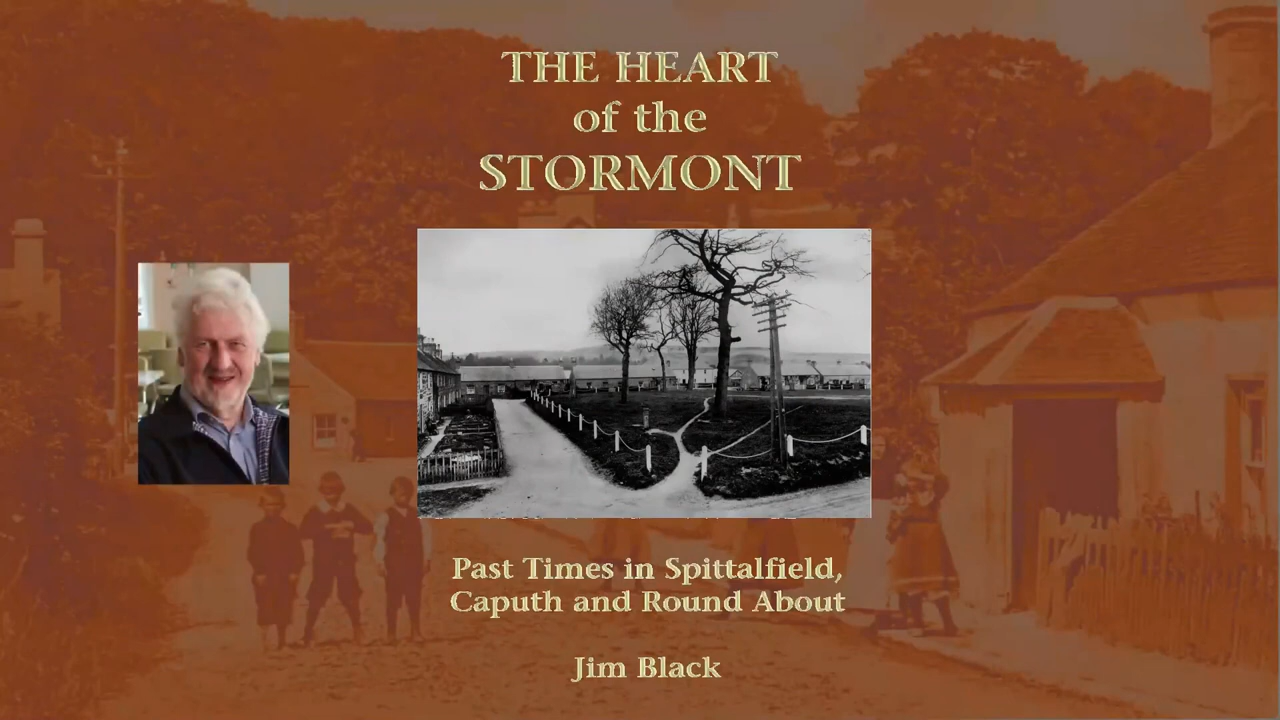 THE HEART
of the
STORMONT
Past Times in Spittalfield,
Caputh and Round About
Jim Black